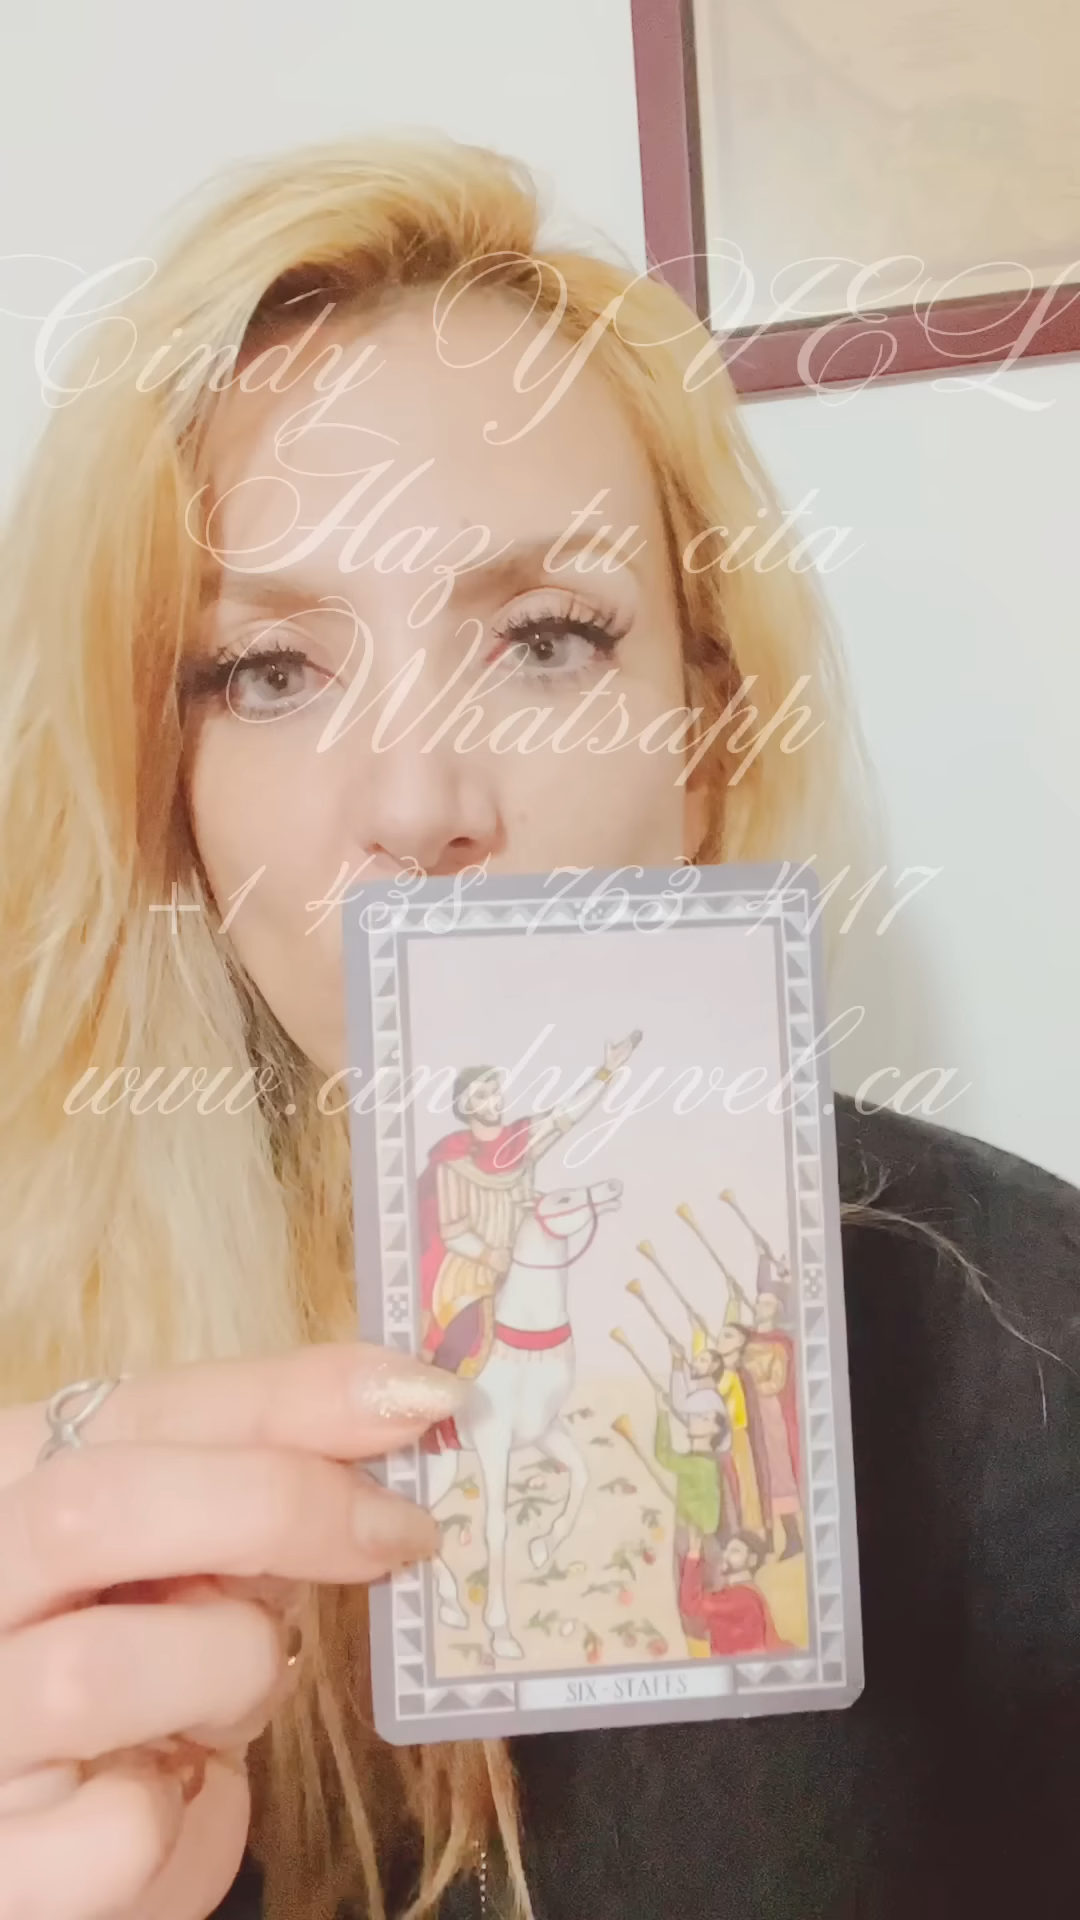 Cindy YVEL
Haz tu cita
Whatsapp
+1 438 763 4117
www.cindyyvel.ca
SIX-STAFFS